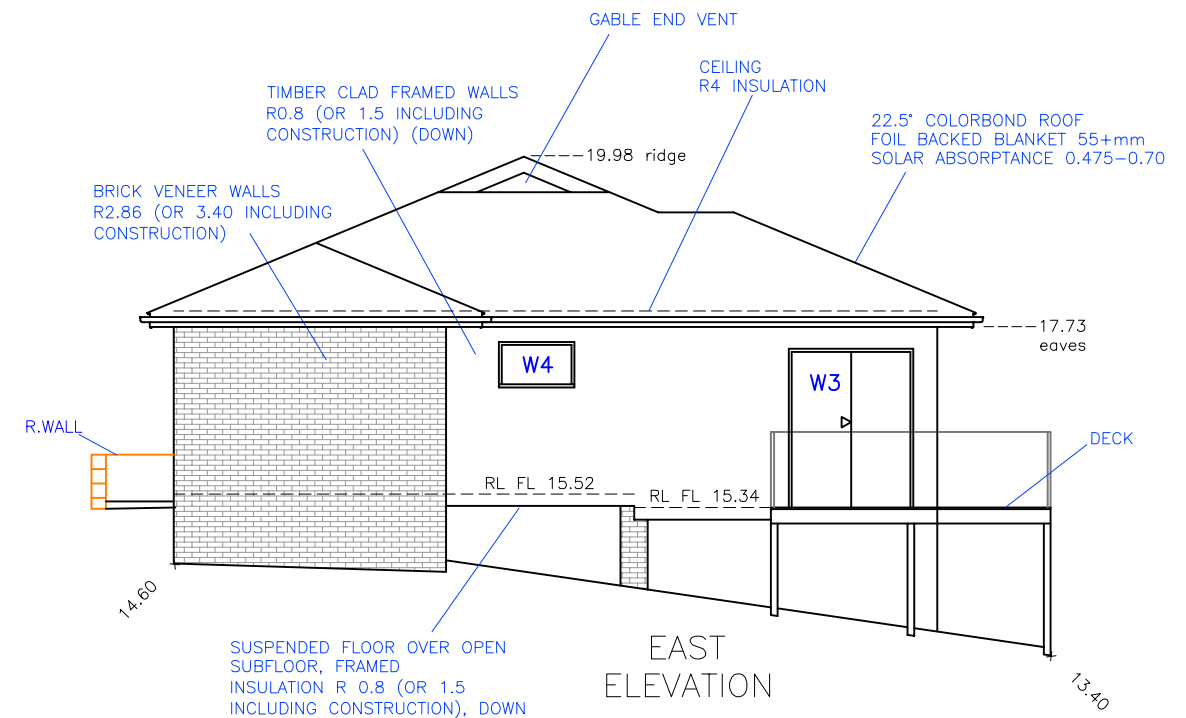 GABLE END VENT
CEILING
R4 INSULATION
TIMBER CLAD FRAMED WALLS
R0.8 (OR 1.5 INCLUDING
CONSTRUCTION) (DOWN)
22.5° COLORBOND ROOF
FOIL BACKED BLANKET 55+mm
SOLAR ABSORPTANCE 0.475-0.70
19.98 ridge
BRICK VENEER WALLS
R2.86 (OR 3.40 INCLUDING
CONSTRUCTION)
17.73
eaves
W4
W3
R.WALL
DECK
RL FL 15.52
RL FL 15.34
14.60
SUSPENDED FLOOR OVER OPEN
SUBFLOOR, FRAMED
INSULATION R 0.8 (OR 1.5
INCLUDING CONSTRUCTION), DOWN
EAST
ELEVATION
13.40